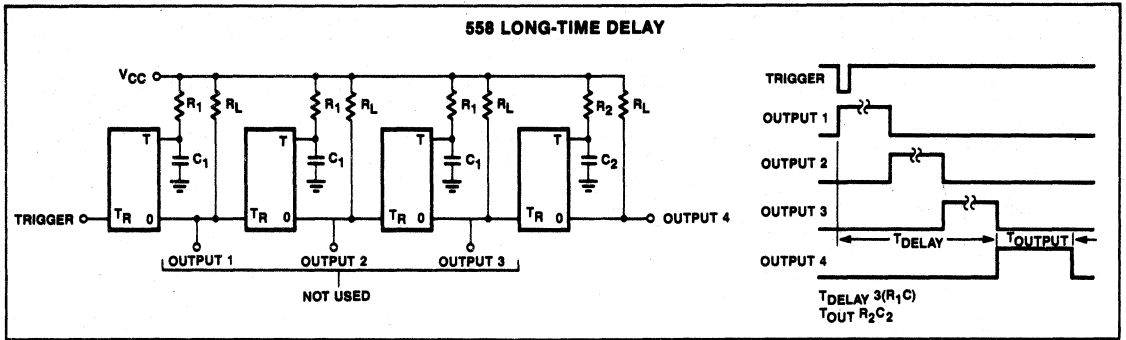 558 LONG-TIME DELAY
VCC
R1
RL
R1
RL
R1
RL
R2
RL
T
T
T
T
C1
C1
C1
C2
TRIGGER
TR 0
TR 0
TR 0
TR 0
OUTPUT 4
OUTPUT 1
OUTPUT 2
OUTPUT 3
NOT USED
TRIGGER
OUTPUT 1
OUTPUT 2
OUTPUT 3
TDELAY
TOUTPUT
OUTPUT 4
TDELAY 3(R1C)
TOUT R2C2